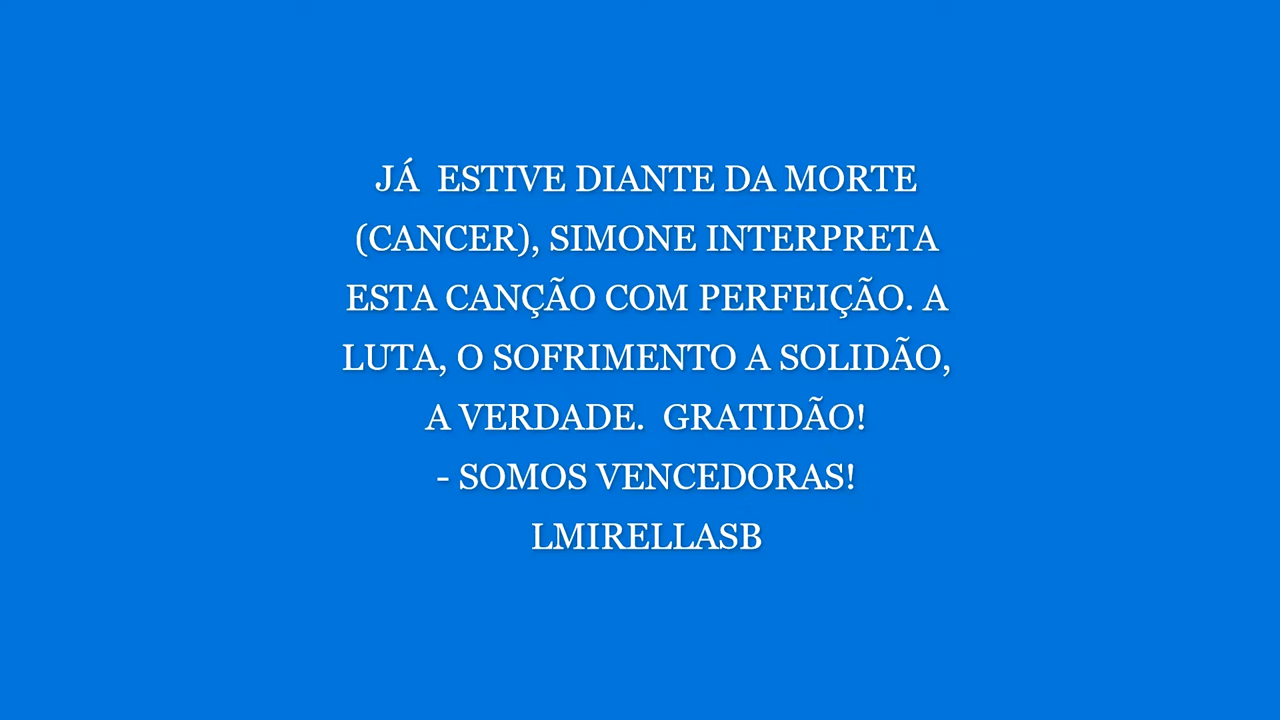 JÁ  ESTIVE DIANTE DA MORTE
(CANCER), SIMONE INTERPRETA
ESTA CANÇÃO COM PERFEIÇÃO. A
LUTA, O SOFRIMENTO A SOLIDÃO,
A VERDADE.  GRATIDÃO!
- SOMOS VENCEDORAS!
LMIRELLASB